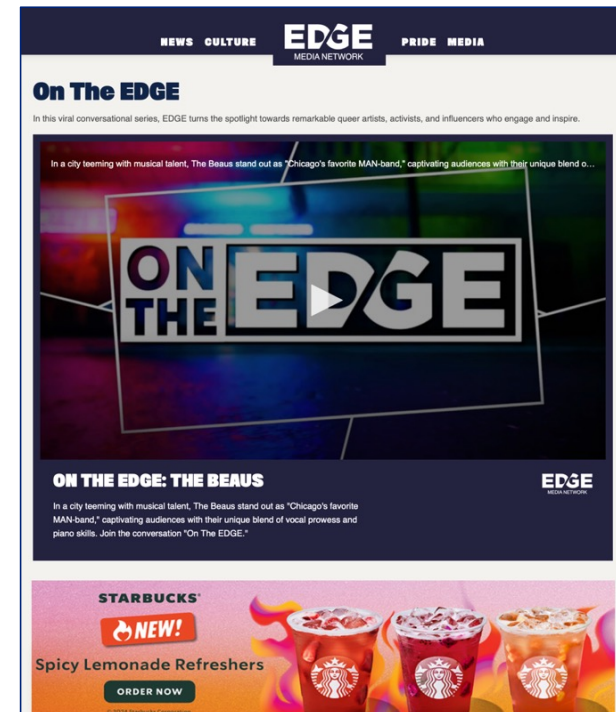 NEWS CULTURE EDGE PRIDE MEDIA
MEDIA NETWORK
On The EDGE
In this viral conversational series, EDGE turns the spotlight towards remarkable queer artists, activists, and influencers who engage and inspire.
In a city teeming with musical talent, The Beaus stand out as "Chicago's favorite MAN-band," captivating audiences with their unique blend o...
ON THE EDGE
ON THE EDGE: THE BEAUS
EDGE
MEDIA NETWORK
In a city teeming with musical talent, The Beaus stand out as "Chicago's favorite
MAN-band," captivating audiences with their unique blend of vocal prowess and
piano skills. Join the conversation "On The EDGE."
STARBUCKS®
NEW!
Spicy Lemonade Refreshers
ORDER NOW